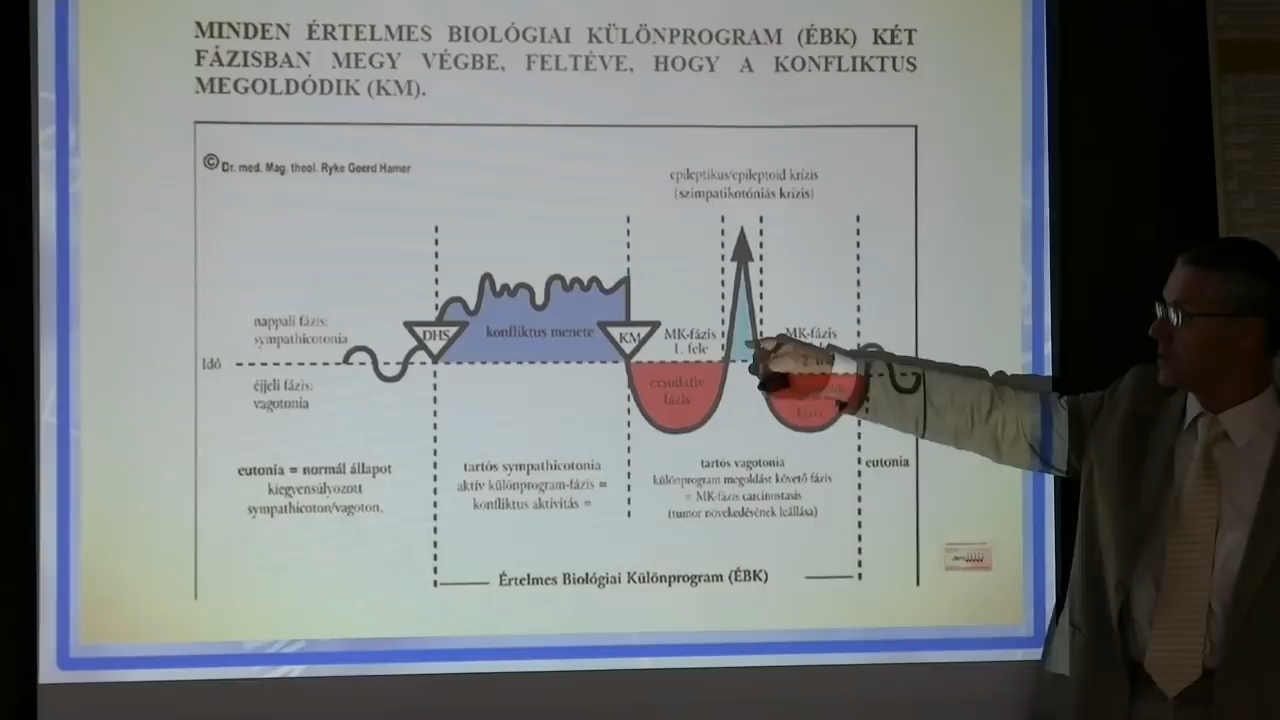 MINDEN ÉRTELMES BIOLÓGIAI KÜLÖNPROGRAM (ÉBK) KÉT
FÁZISBAN MEGY VÉGBE, FELTÉVE, HOGY A KONFLIKTUS
MEGOLDÓDIK (KM).
© Dr. med. Mag. theol. Ryke Geerd Hamer
epileptikus/epileptoid krízis
(szimpatikotóniás krízis)
nappali fázis:
sympathicotonia
DHS
konfliktus menete
KM
MK-fázis
1. fele
MK-fázis
Idő
éjjeli fázis:
vagotonia
exsudatív
fázis
eutonia = normál állapot
kiegyensúlyozott
sympathicoton/vagoton.
tartós sympathicotonia
aktív különprogram-fázis =
konfliktus aktivitás =
tartós vagotonia
különprogram megoldást követő fázis
= MK-fázis carcinostasis
(tumor növekedésének leállása)
eutonia
Értelmes Biológiai Különprogram (ÉBK)